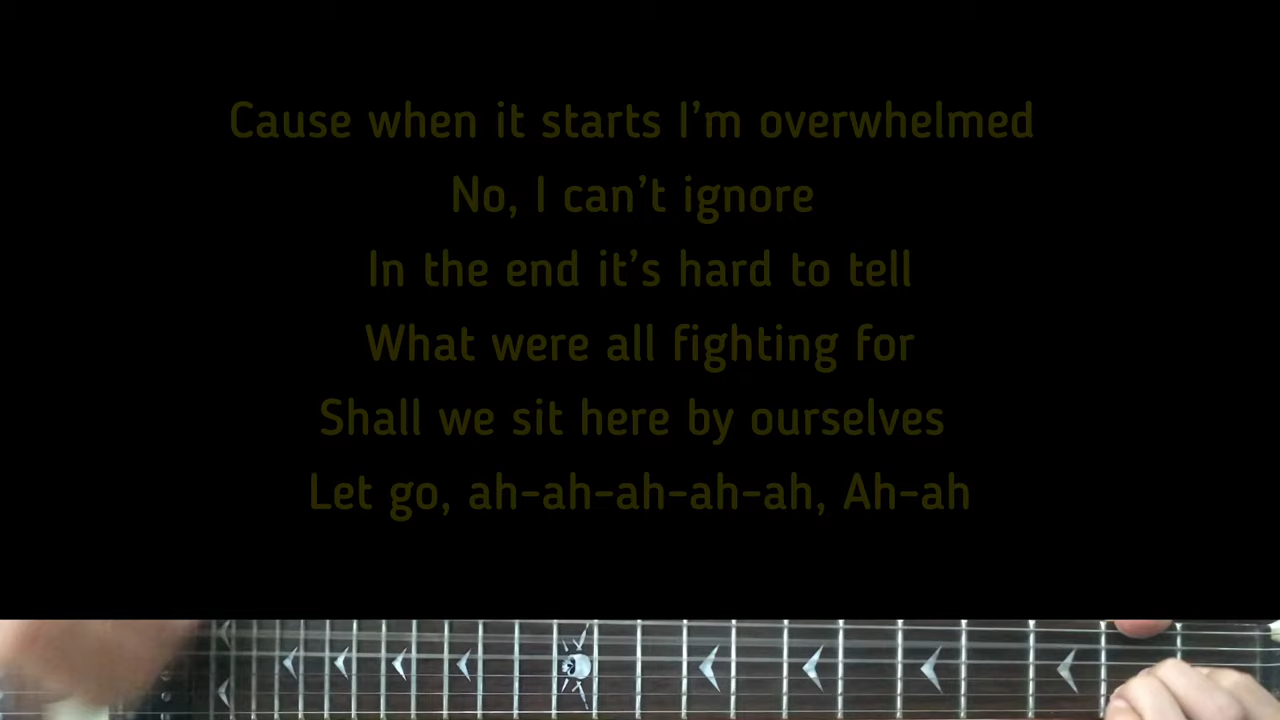 Cause when it starts I’m overwhelmed
No, I can’t ignore
In the end it’s hard to tell
What were all fighting for
Shall we sit here by ourselves
Let go, ah-ah-ah-ah-ah, Ah-ah